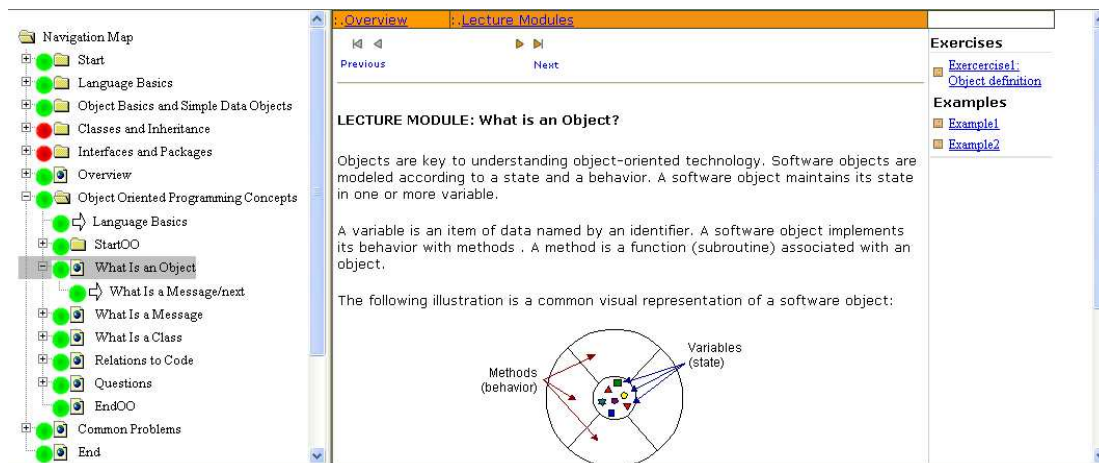 Navigation Map
Start
Language Basics
Object Basics and Simple Data Objects
Classes and Inheritance
Interfaces and Packages
Overview
Object Oriented Programming Concepts
Language Basics
StartOO
What Is an Object
What Is a Message/next
What Is a Message
What Is a Class
Relations to Code
Questions
EndOO
Common Problems
End
:.Overview
:.Lecture Modules
Previous
Next
LECTURE MODULE: What is an Object?
Objects are key to understanding object-oriented technology. Software objects are
modeled according to a state and a behavior. A software object maintains its state
in one or more variable.
A variable is an item of data named by an identifier. A software object implements
its behavior with methods . A method is a function (subroutine) associated with an
object.
The following illustration is a common visual representation of a software object:
Methods
(behavior)
Variables
(state)
Exercises
Exercercise1:
Object definition
Examples
Example1
Example2